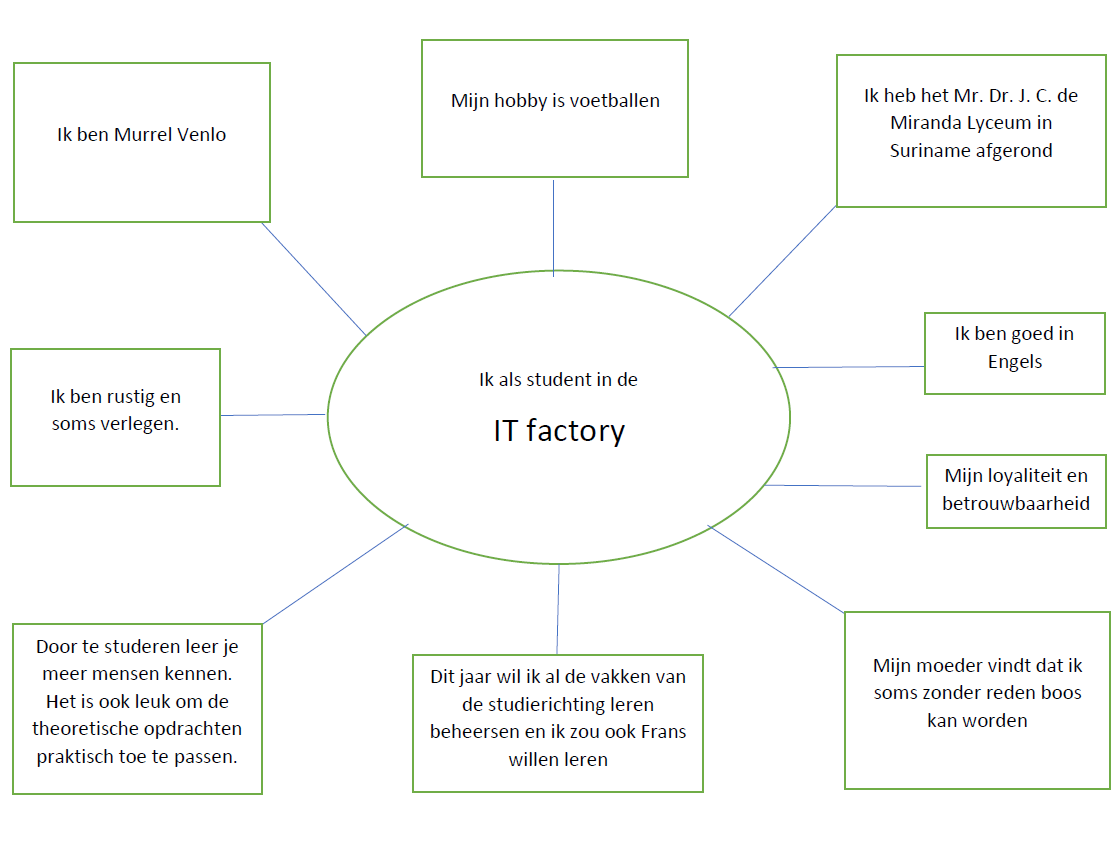 Ik ben Murrel Venlo
Mijn hobby is voetballen
Ik heb het Mr. Dr. J. C. de
Miranda Lyceum in
Suriname afgerond
Ik ben rustig en
soms verlegen.
Ik als student in de
IT factory
Ik ben goed in
Engels
Mijn loyaliteit en
betrouwbaarheid
Door te studeren leer je
meer mensen kennen.
Het is ook leuk om de
theoretische opdrachten
praktisch toe te passen.
Dit jaar wil ik al de vakken van
de studierichting leren
beheersen en ik zou ook Frans
willen leren
Mijn moeder vindt dat ik
soms zonder reden boos
kan worden